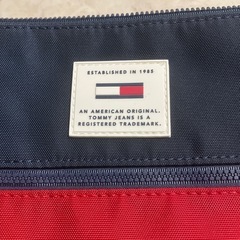 ESTABLISHED IN 1985
AN AMERICAN ORIGINAL.
TOMMY JEANS IS A
REGISTERED TRADEMARK.